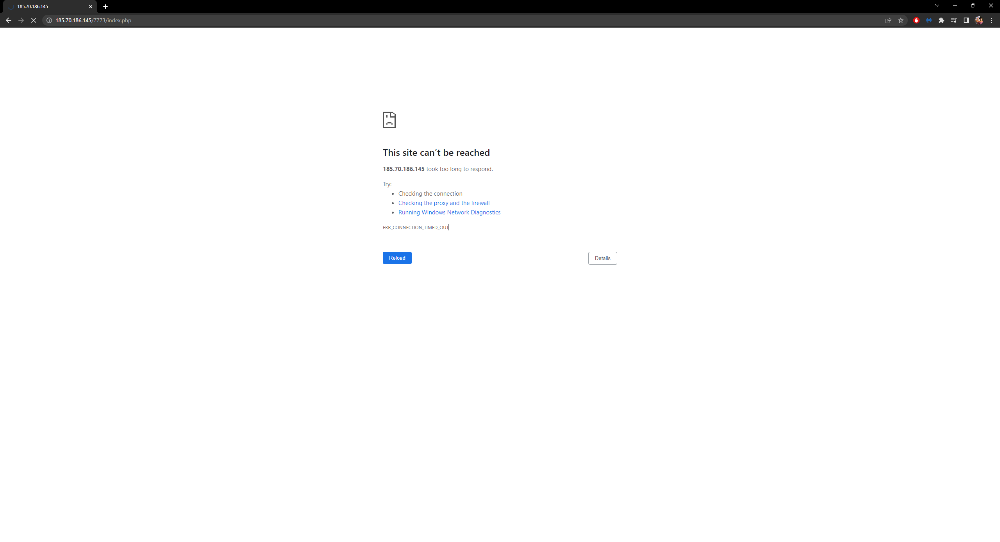 185.70.186.145
185.70.186.145/7773/index.php
This site can’t be reached
185.70.186.145 took too long to respond.
Try:
Checking the connection
Checking the proxy and the firewall
Running Windows Network Diagnostics
ERR_CONNECTION_TIMED_OUT
Reload
Details